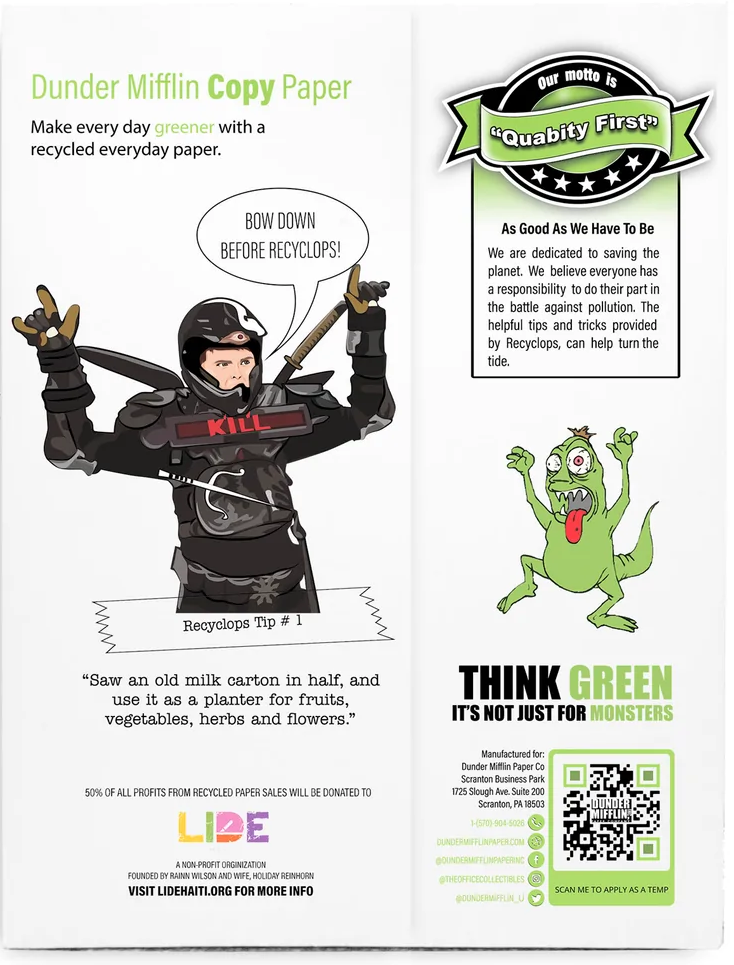 Dunder Mifflin Copy Paper
Make every day greener with a
recycled everyday paper.
BOW DOWN
BEFORE RECYCLOPS!
KILL
Recyclops Tip # 1
“Saw an old milk carton in half, and
use it as a planter for fruits,
vegetables, herbs and flowers.”
50% OF ALL PROFITS FROM RECYCLED PAPER SALES WILL BE DONATED TO
LIDE
A NON-PROFIT ORGINIZATION
FOUNDED BY RAINN WILSON AND WIFE, HOLIDAY REINHORN
VISIT LIDEHAITI.ORG FOR MORE INFO
Our motto is
“Quabity First”
As Good As We Have To Be
We are dedicated to saving the
planet. We believe everyone has
a responsibility to do their part in
the battle against pollution. The
helpful tips and tricks provided
by Recyclops, can help turn the
tide.
THINK GREEN
IT'S NOT JUST FOR MONSTERS
Manufactured for:
Dunder Mifflin Paper Co
Scranton Business Park
1725 Slough Ave. Suite 200
Scranton, PA 18503
1-(570)-904-5028
DUNDERMIFFLINPAPER.COM
@DUNDERMIFFLINPAPERINC
@THEOFFICECOLLECTIBLES
@DUNDERMIFFLIN_U
DUNDER
MIFFLIN
SCAN ME TO APPLY AS A TEMP